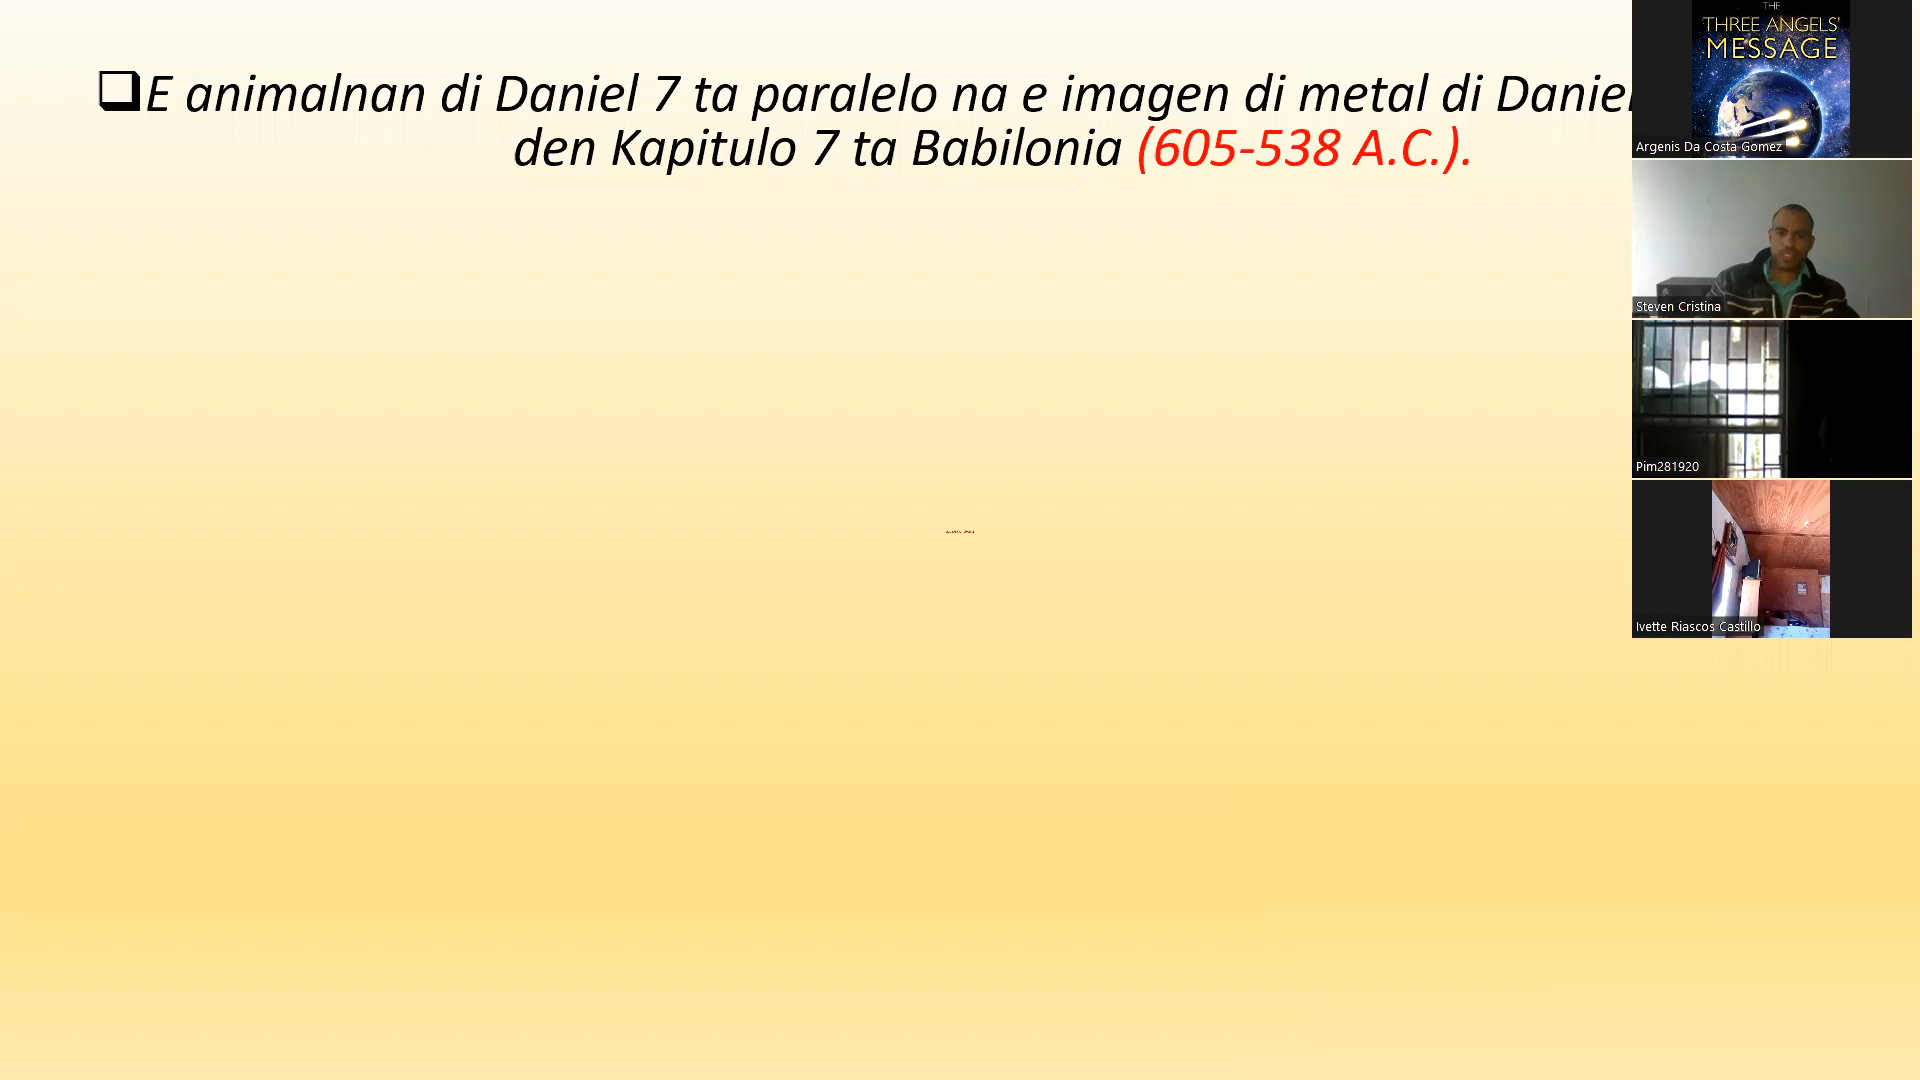 ❑E animalnan di Daniel 7 ta paralelo na e imagen di metal di Daniel
den Kapitulo 7 ta Babilonia (605-538 A.C.).
THE
THREE ANGELS'
MESSAGE
Argenis Da Costa Gomez
Steven Cristina
Pim281920
Ivette Riascos Castillo